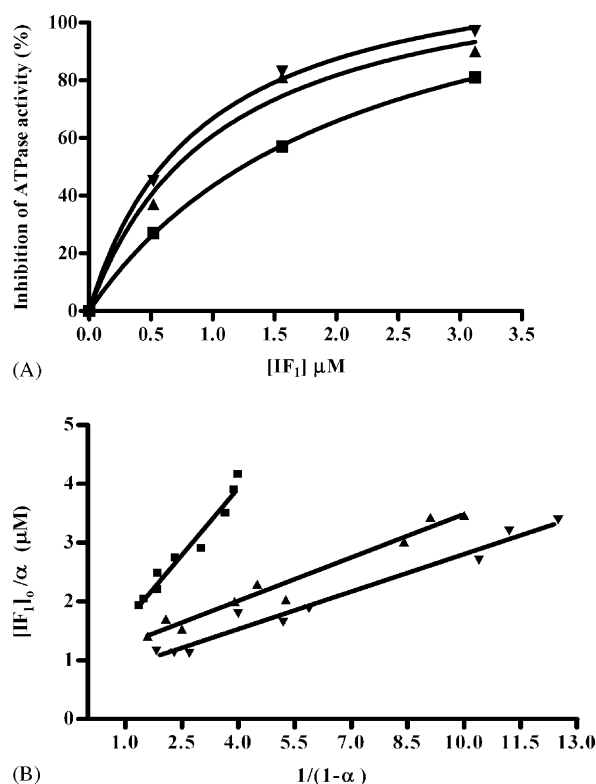 100
80
60
40
20
0
Inhibition of ATPase activity (%)
0.0 0.5 1.0 1.5 2.0 2.5 3.0 3.5
[IF₁] μM
(A)
5
4
3
2
1
0
[IF₁]₀/α (μM)
1.0 2.5 4.0 5.5 7.0 8.5 10.0 11.5 13.0
1/(1-α)
(B)